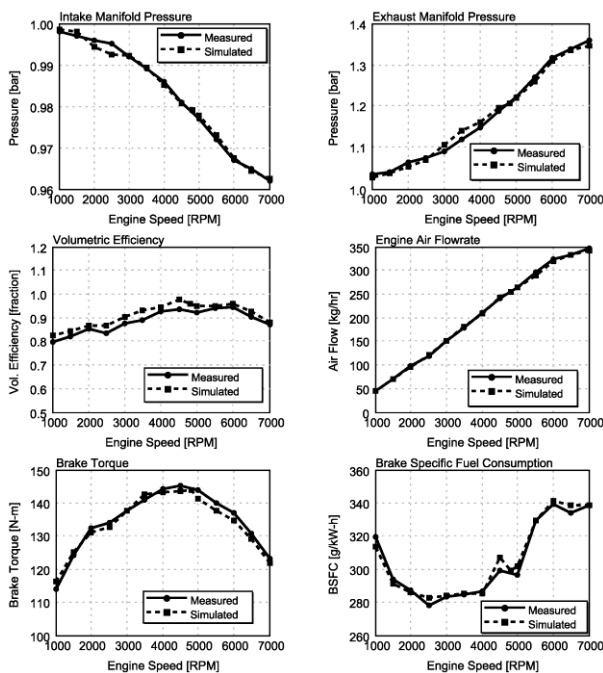 Intake Manifold Pressure
Pressure [bar]
1.00
0.99
0.98
0.97
0.96
Measured
Simulated
1000 2000 3000 4000 5000 6000 7000
Engine Speed [RPM]
Exhaust Manifold Pressure
Pressure [bar]
1.4
1.3
1.2
1.1
1.0
Measured
Simulated
1000 2000 3000 4000 5000 6000 7000
Engine Speed [RPM]
Volumetric Efficiency
Vol. Efficiency [fraction]
1.2
1.1
1.0
0.9
0.8
0.7
0.6
0.5
Measured
Simulated
1000 2000 3000 4000 5000 6000 7000
Engine Speed [RPM]
Engine Air Flowrate
Air Flow [kg/hr]
350
300
250
200
150
100
50
0
Measured
Simulated
1000 2000 3000 4000 5000 6000 7000
Engine Speed [RPM]
Brake Torque
Brake Torque [N-m]
150
140
130
120
110
100
Measured
Simulated
1000 2000 3000 4000 5000 6000 7000
Engine Speed [RPM]
Brake Specific Fuel Consumption
BSFC [g/kW-h]
360
340
320
300
280
260
Measured
Simulated
1000 2000 3000 4000 5000 6000 7000
Engine Speed [RPM]